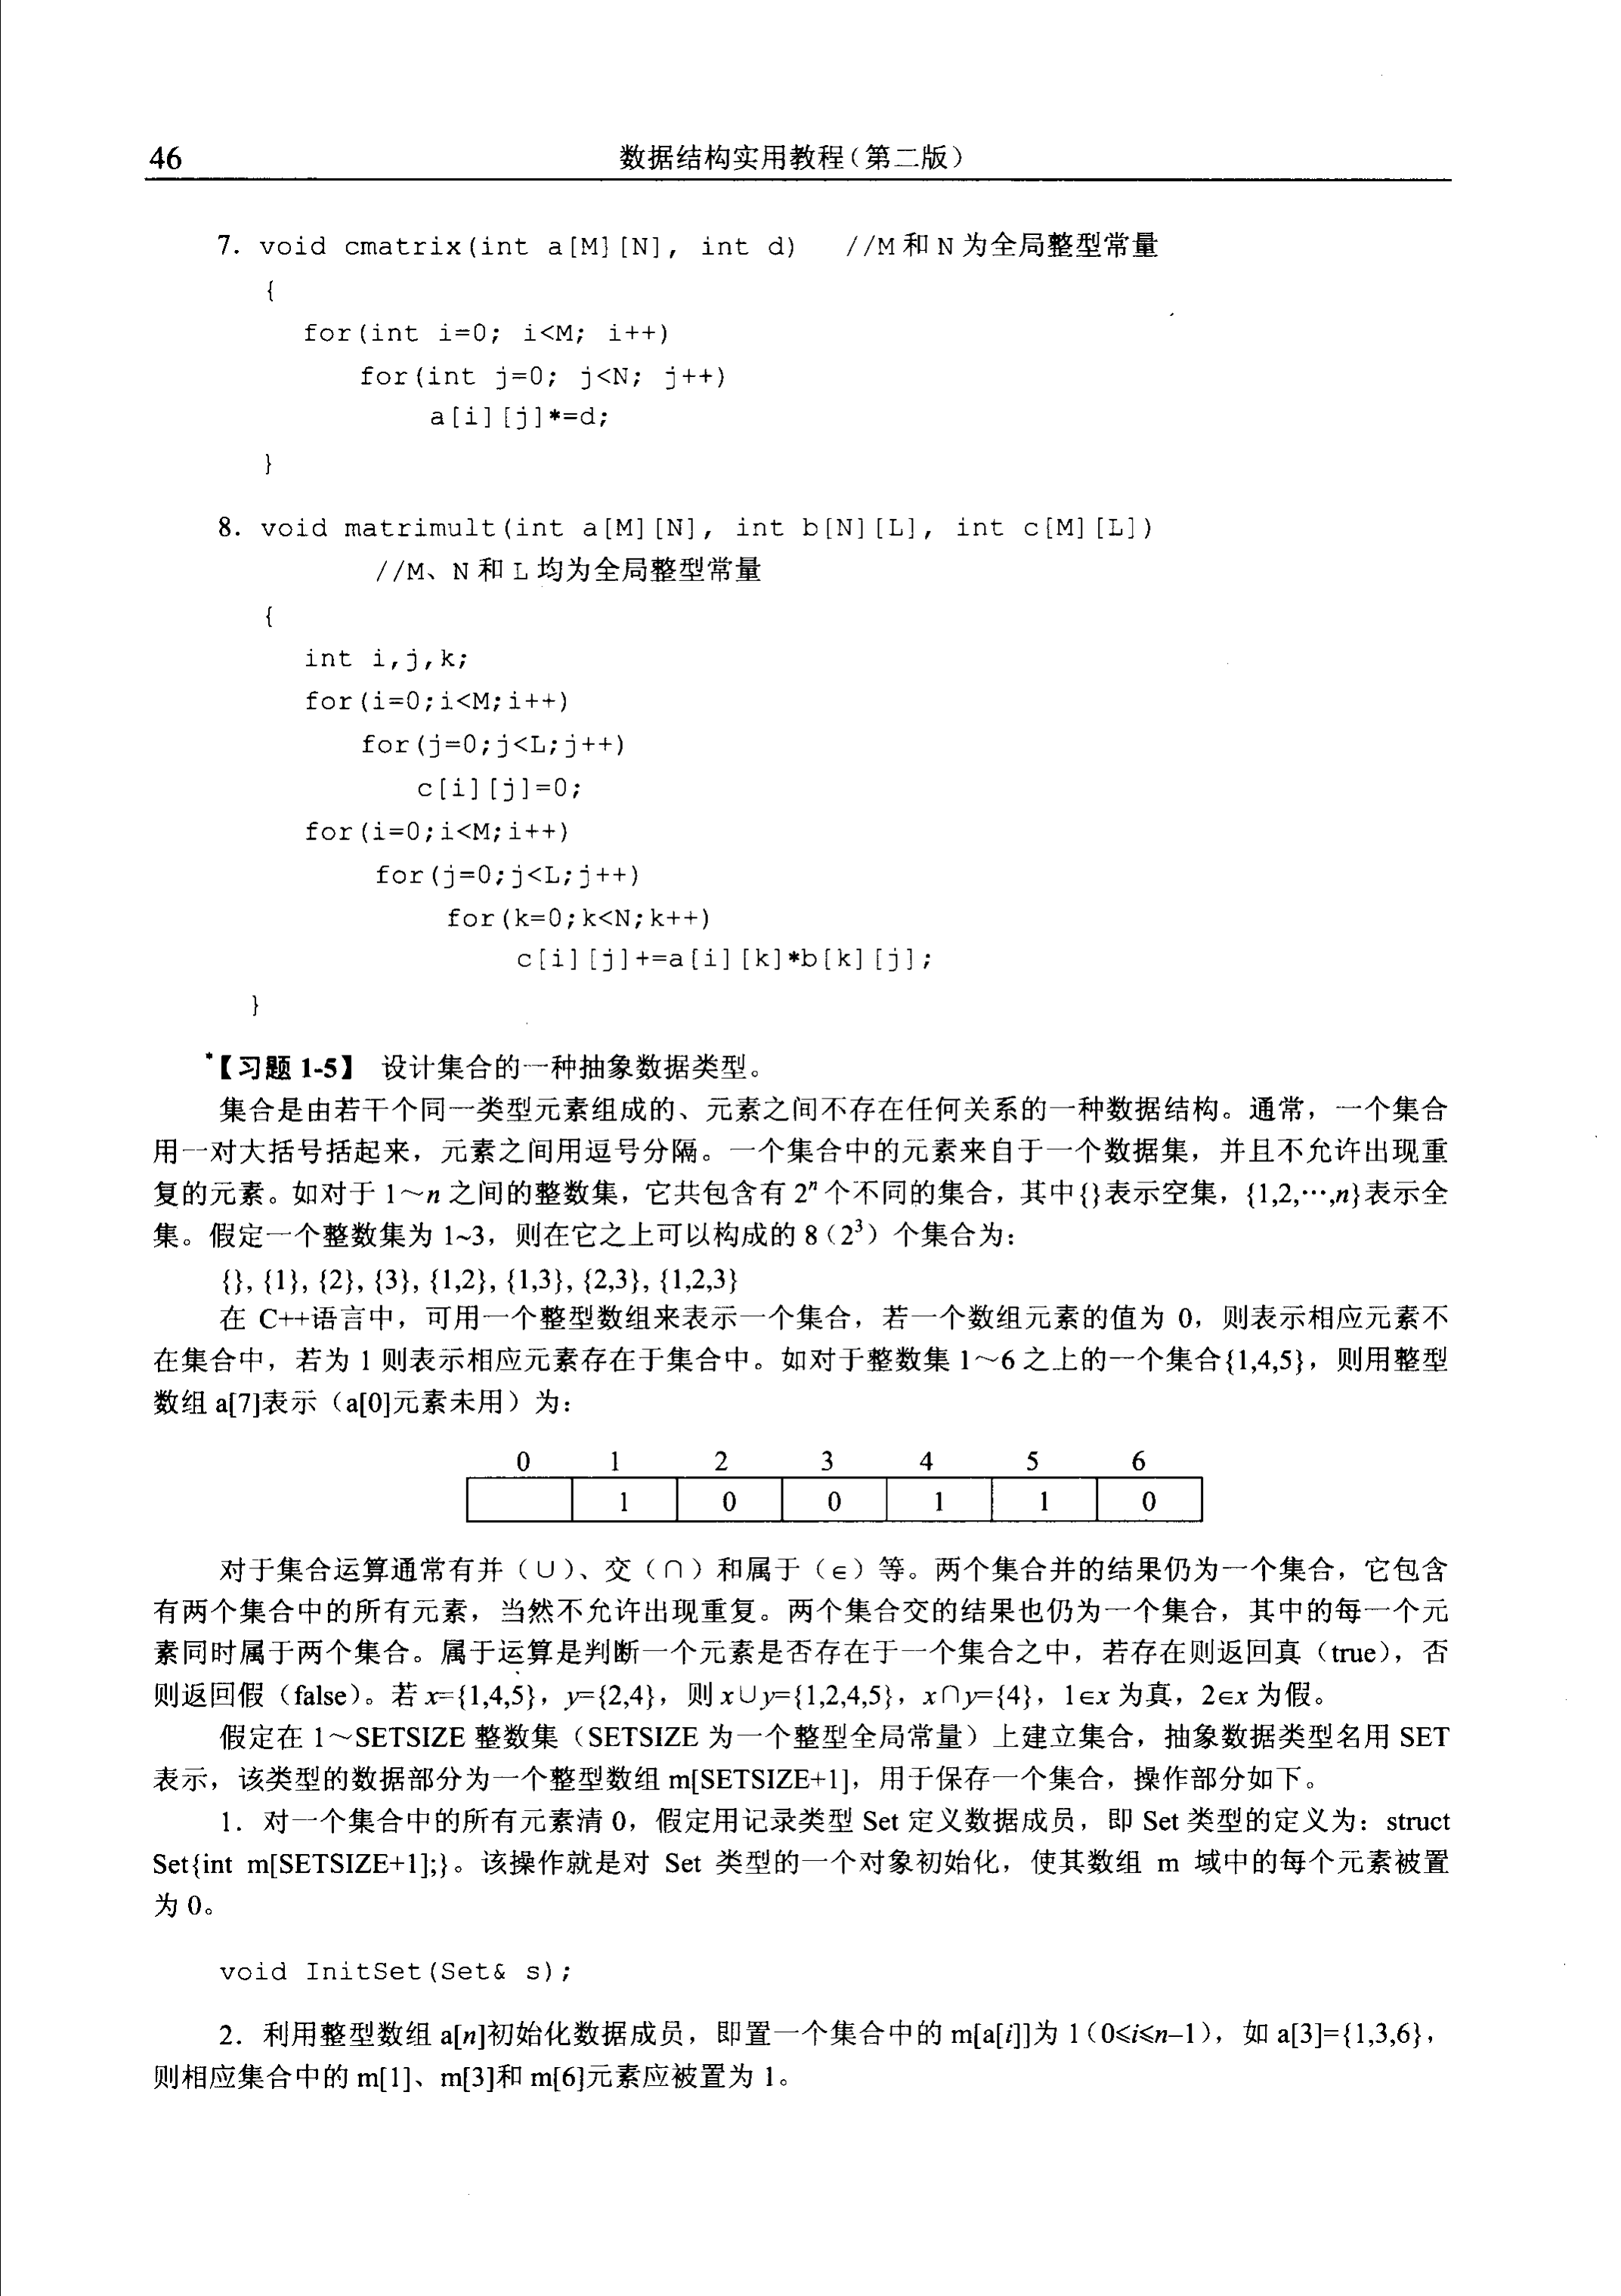 46
数据结构实用教程(第二版)
7. void cmatrix(int a[M][N], int d) //M和N为全局整型常量
{
for(int i=0; i<M; i++)
for(int j=0; j<N; j++)
a[i][j]*=d;
}
8. void matrimult(int a[M][N], int b[N][L], int c[M][L])
//M、N和L均为全局整型常量
{
int i,j,k;
for(i=0;i<M;i++)
for(j=0;j<L;j++)
c[i][j]=0;
for(i=0;i<M;i++)
for(j=0;j<L;j++)
for(k=0;k<N;k++)
c[i][j]+=a[i][k]*b[k][j];
}
*【习题 1-5】 设计集合的一种抽象数据类型。
集合是由若干个同一类型元素组成的、元素之间不存在任何关系的一种数据结构。通常，一个集合
用一对大括号括起来，元素之间用逗号分隔。一个集合中的元素来自于一个数据集，并且不允许出现重
复的元素。如对于 1～n 之间的整数集，它共包含有 2ⁿ 个不同的集合，其中{}表示空集，{1,2,⋯,n}表示全
集。假定一个整数集为 1~3，则在它之上可以构成的 8（2³）个集合为：
{}, {1}, {2}, {3}, {1,2}, {1,3}, {2,3}, {1,2,3}
在 C++语言中，可用一个整型数组来表示一个集合，若一个数组元素的值为 0，则表示相应元素不
在集合中，若为 1 则表示相应元素存在于集合中。如对于整数集 1～6 之上的一个集合{1,4,5}，则用整型
数组 a[7]表示（a[0]元素未用）为：
0 1 2 3 4 5 6
1 0 0 1 1 0
对于集合运算通常有并（∪）、交（∩）和属于（∈）等。两个集合并的结果仍为一个集合，它包含
有两个集合中的所有元素，当然不允许出现重复。两个集合交的结果也仍为一个集合，其中的每一个元
素同时属于两个集合。属于运算是判断一个元素是否存在于一个集合之中，若存在则返回真（true），否
则返回假（false）。若 x={1,4,5}，y={2,4}，则 x∪y={1,2,4,5}，x∩y={4}，1∈x 为真，2∈x 为假。
假定在 1～SETSIZE 整数集（SETSIZE 为一个整型全局常量）上建立集合，抽象数据类型名用 SET
表示，该类型的数据部分为一个整型数组 m[SETSIZE+1]，用于保存一个集合，操作部分如下。
1．对一个集合中的所有元素清 0，假定用记录类型 Set 定义数据成员，即 Set 类型的定义为：struct
Set{int m[SETSIZE+1];}。该操作就是对 Set 类型的一个对象初始化，使其数组 m 域中的每个元素被置
为 0。
void InitSet(Set& s);
2．利用整型数组 a[n]初始化数据成员，即置一个集合中的 m[a[i]]为 1（0≤i≤n–1），如 a[3]={1,3,6}，
则相应集合中的 m[1]、m[3]和 m[6]元素应被置为 1。